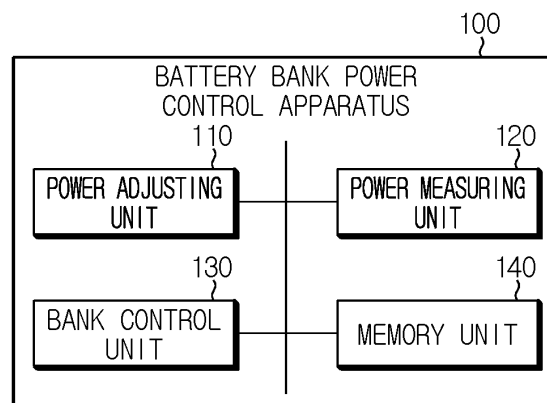 100
BATTERY BANK POWER
CONTROL APPARATUS
110
120
POWER ADJUSTING
UNIT
POWER MEASURING
UNIT
130
140
BANK CONTROL
UNIT
MEMORY UNIT